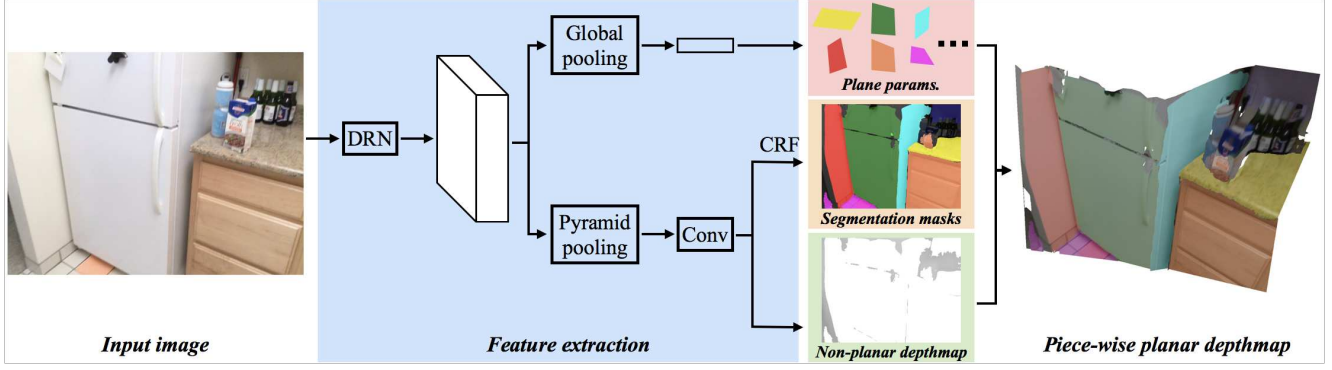 Input image
DRN
Global
pooling
Pyramid
pooling
Conv
CRF
Feature extraction
Plane params.
Segmentation masks
Non-planar depthmap
Piece-wise planar depthmap